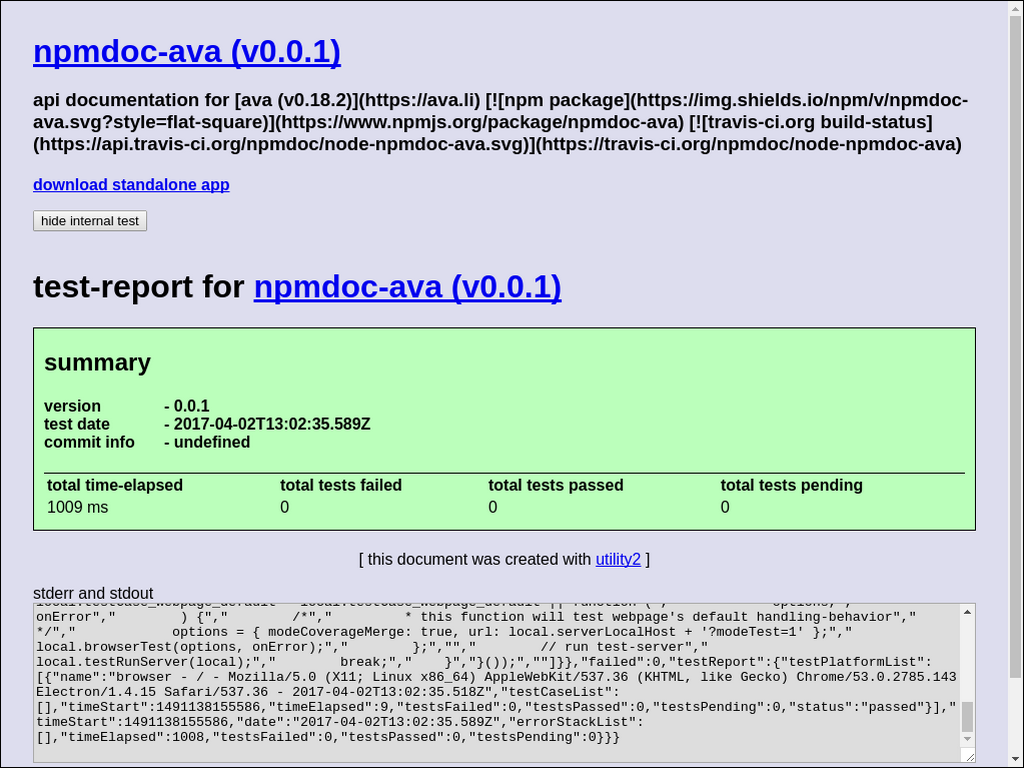 npmdoc-ava (v0.0.1)
api documentation for [ava (v0.18.2)](https://ava.li) [![npm package](https://img.shields.io/npm/v/npmdoc-
ava.svg?style=flat-square)](https://www.npmjs.org/package/npmdoc-ava) [![travis-ci.org build-status]
(https://api.travis-ci.org/npmdoc/node-npmdoc-ava.svg)](https://travis-ci.org/npmdoc/node-npmdoc-ava)
download standalone app
hide internal test
test-report for npmdoc-ava (v0.0.1)
summary
version - 0.0.1
test date - 2017-04-02T13:02:35.589Z
commit info - undefined
total time-elapsed total tests failed total tests passed total tests pending
1009 ms 0 0 0
[ this document was created with utility2 ]
stderr and stdout
onError","        ) {","        /*","         * this function will test webpage's default handling-behavior","
*/","            options = { modeCoverageMerge: true, url: local.serverLocalHost + '?modeTest=1' };","
local.browserTest(options, onError);","        };","","        // run test-server","
local.testRunServer(local);","        break;","    }","}());",""]}},"failed":0,"testReport":{"testPlatformList":
[{"name":"browser - / - Mozilla/5.0 (X11; Linux x86_64) AppleWebKit/537.36 (KHTML, like Gecko) Chrome/53.0.2785.143
Electron/1.4.15 Safari/537.36 - 2017-04-02T13:02:35.518Z","testCaseList":
[],"timeStart":1491138155586,"timeElapsed":9,"testsFailed":0,"testsPassed":0,"testsPending":0,"status":"passed"}],"
timeStart":1491138155586,"date":"2017-04-02T13:02:35.589Z","errorStackList":
[],"timeElapsed":1008,"testsFailed":0,"testsPassed":0,"testsPending":0}}}